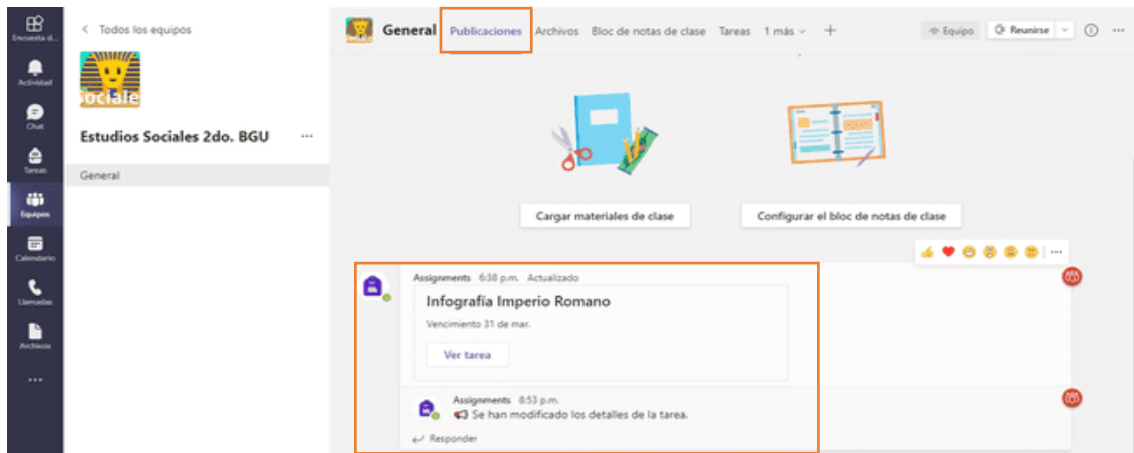 Encuentra d...
Actividad
Chat
Tareas
Equipos
Calendario
Llamadas
Archivos
...
< Todos los equipos
Sociale
Estudios Sociales 2do. BGU ...
General
General Publicaciones Archivos Bloc de notas de clase Tareas 1 más + Equipo Reunirse ...
Cargar materiales de clase
Configurar el bloc de notas de clase
...
Assignments 6:38 p.m. Actualizado
Infografía Imperio Romano
Vencimiento 31 de mar.
Ver tarea
Assignments 8:53 p.m.
Se han modificado los detalles de la tarea.
Responder